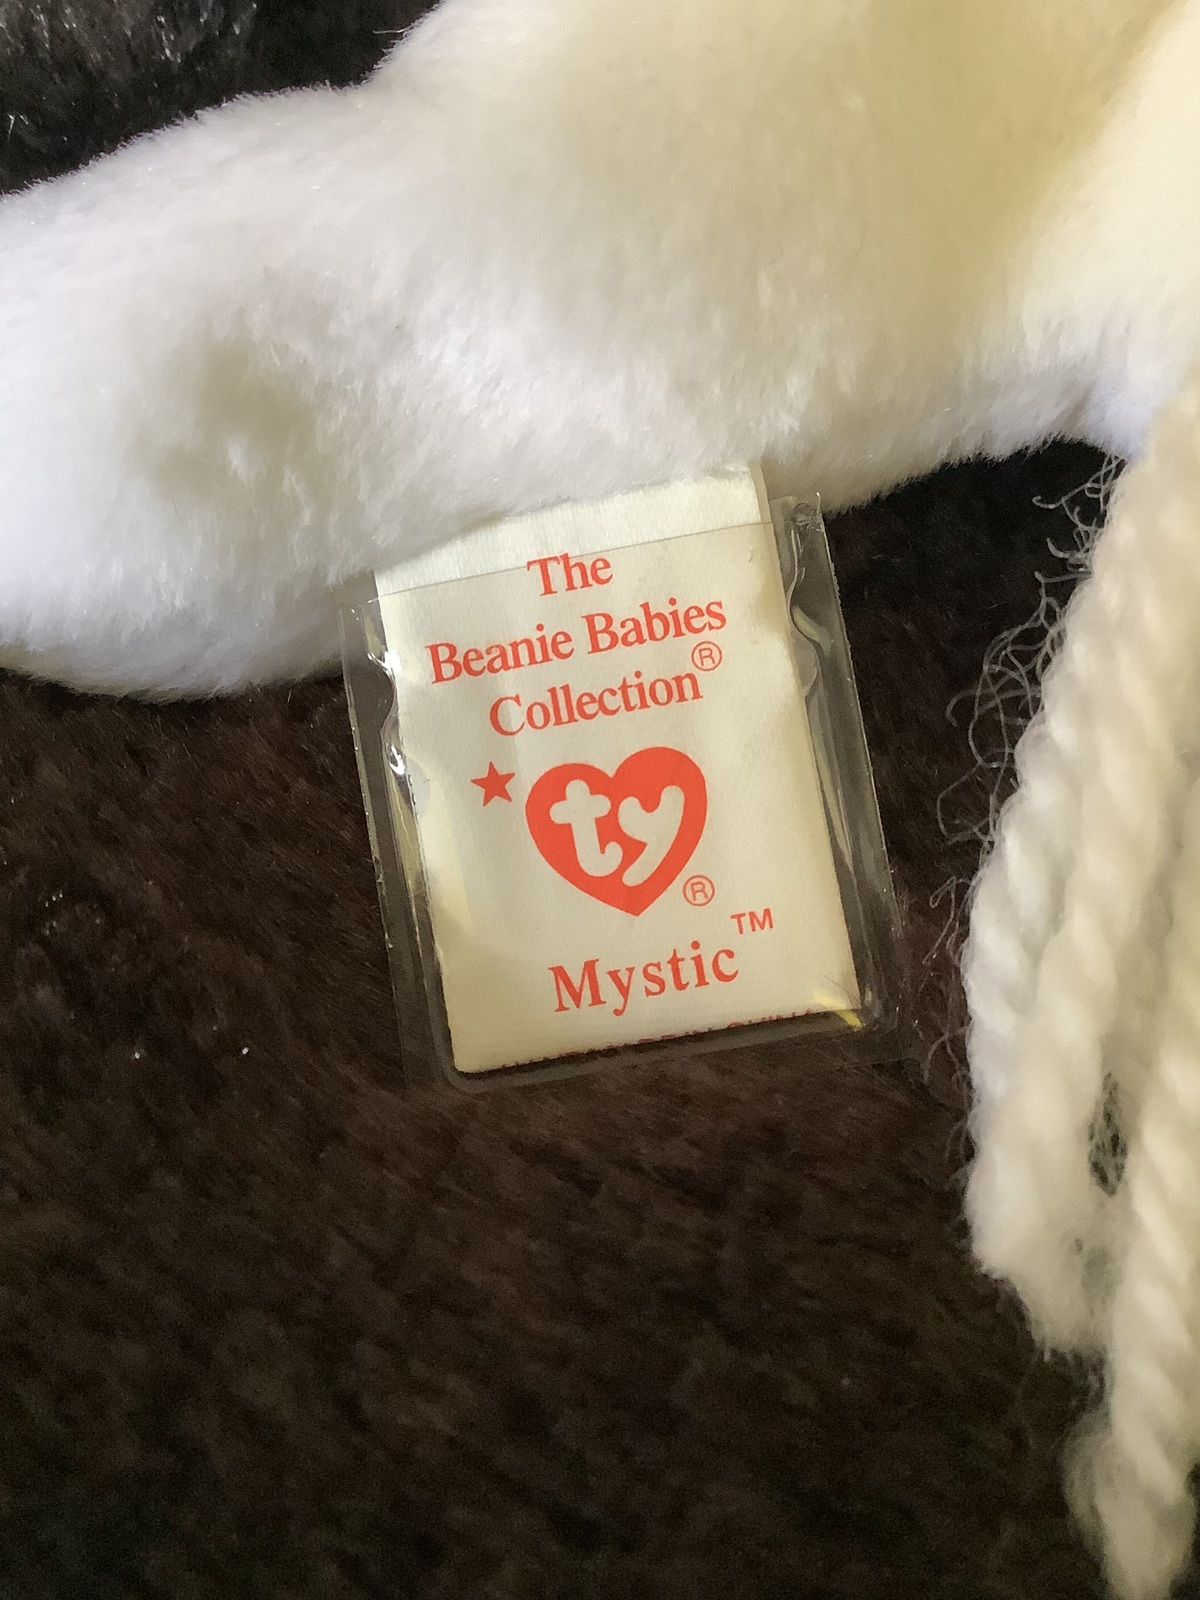 The
Beanie Babies
Collection®
★ ty®
Mystic™